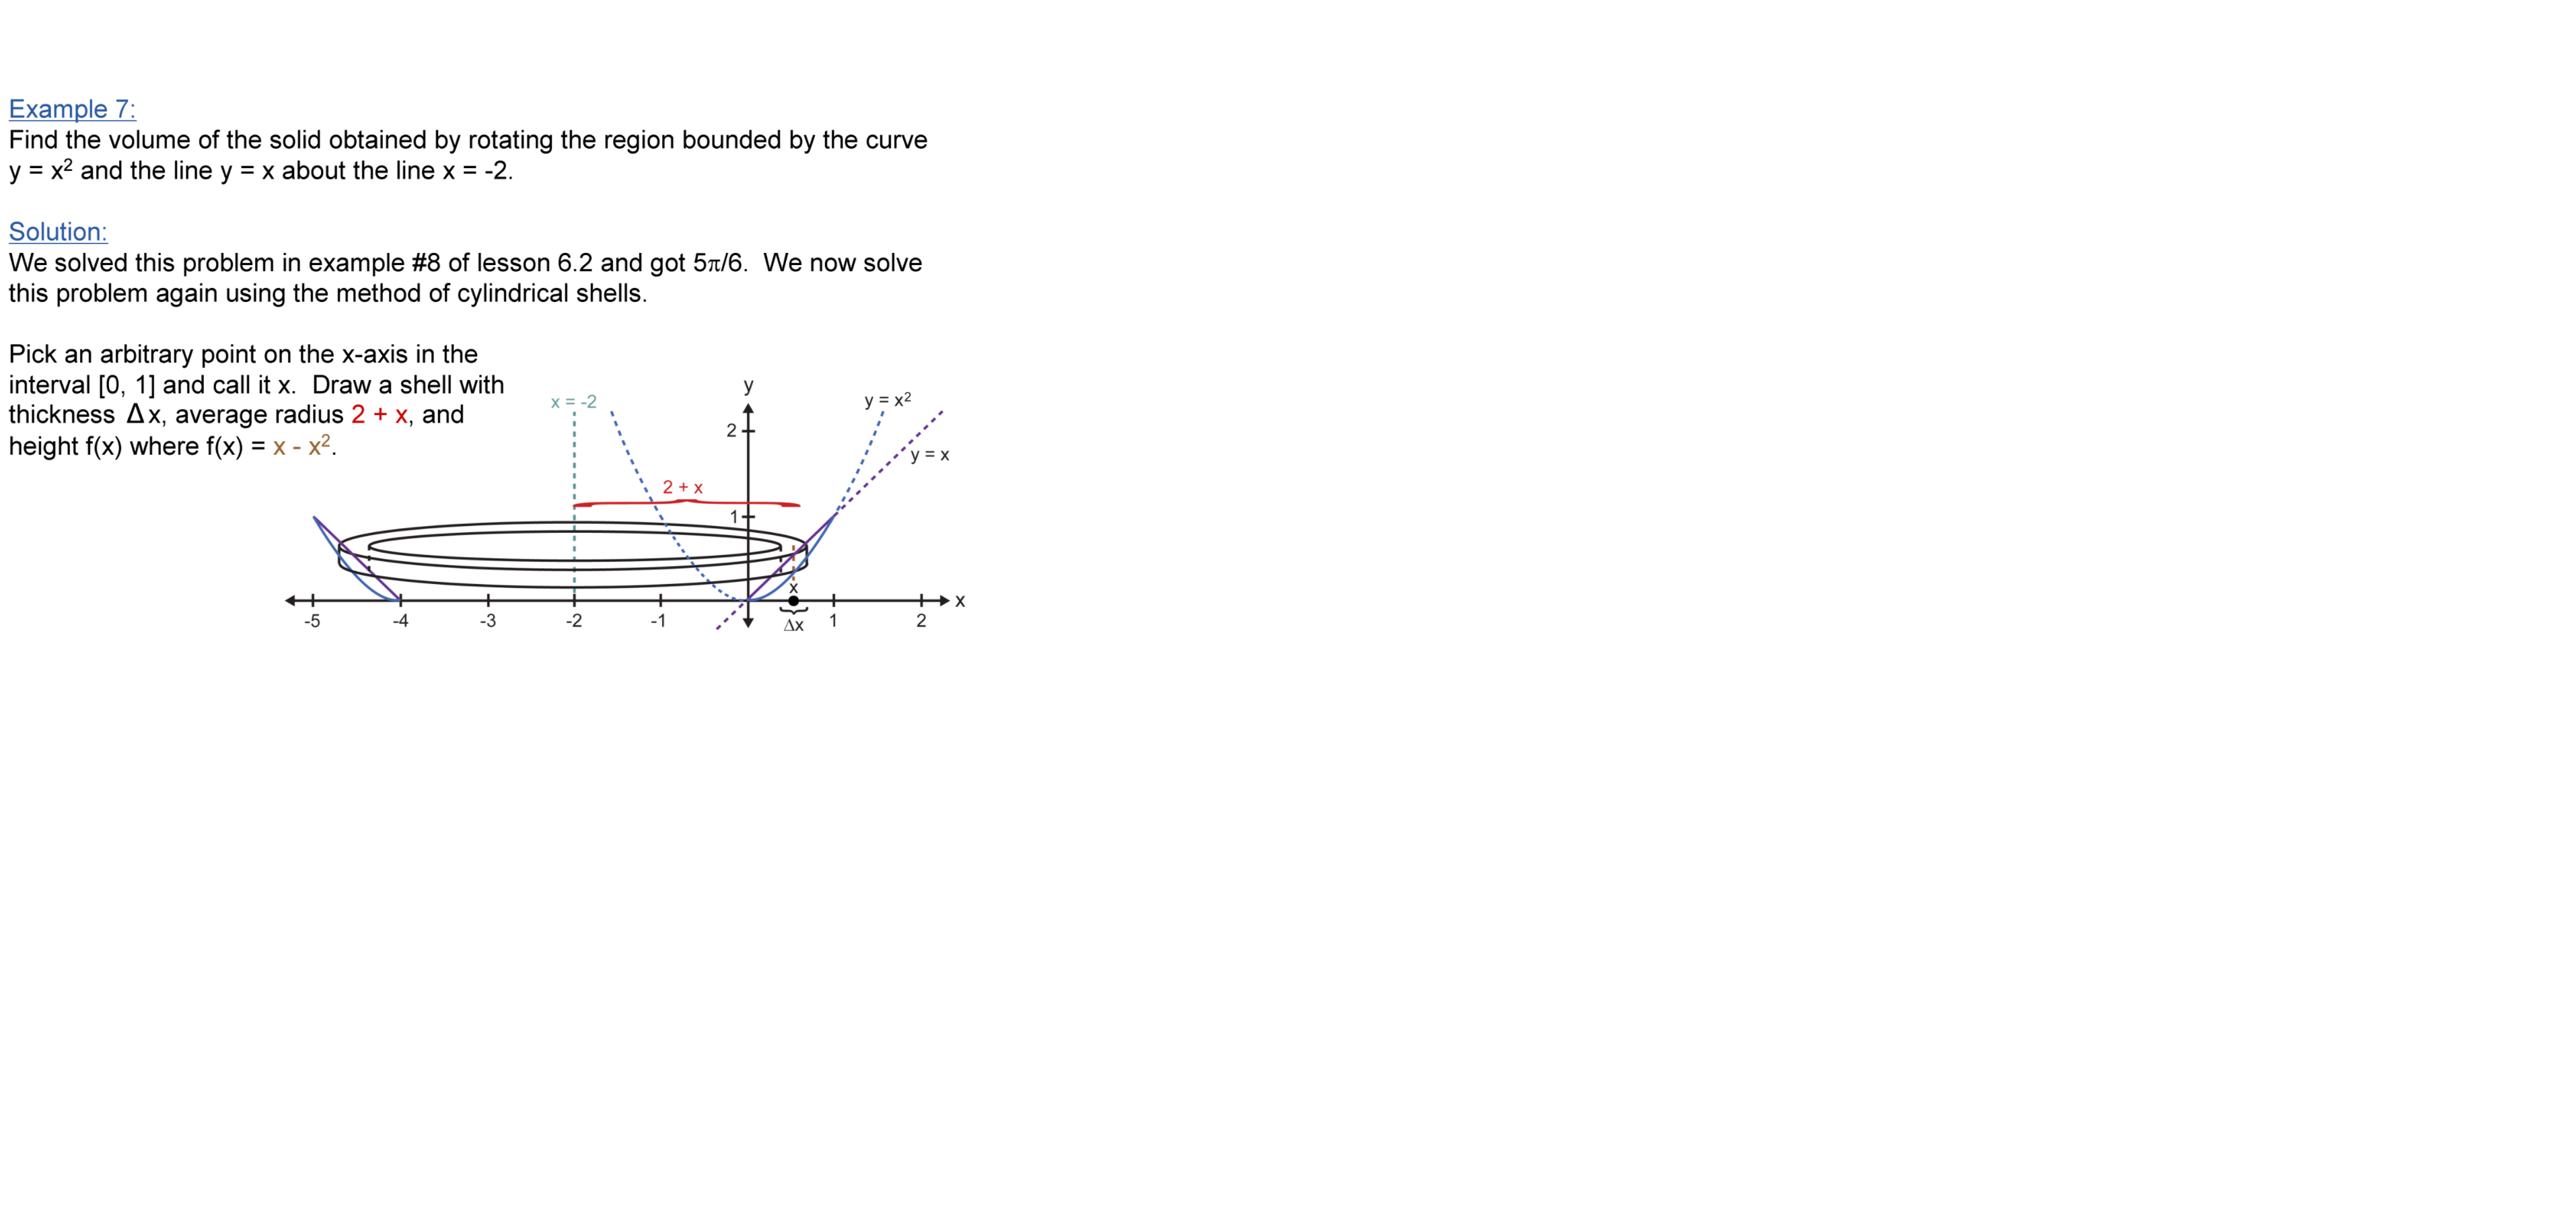 Example 7:
Find the volume of the solid obtained by rotating the region bounded by the curve
y = x² and the line y = x about the line x = -2.
Solution:
We solved this problem in example #8 of lesson 6.2 and got 5π/6. We now solve
this problem again using the method of cylindrical shells.
Pick an arbitrary point on the x-axis in the
interval [0, 1] and call it x. Draw a shell with
thickness Δx, average radius 2 + x, and
height f(x) where f(x) = x - x².
y
x = -2
y = x²
2
y = x
2 + x
1
x
x
-5 -4 -3 -2 -1 Δx 1 2